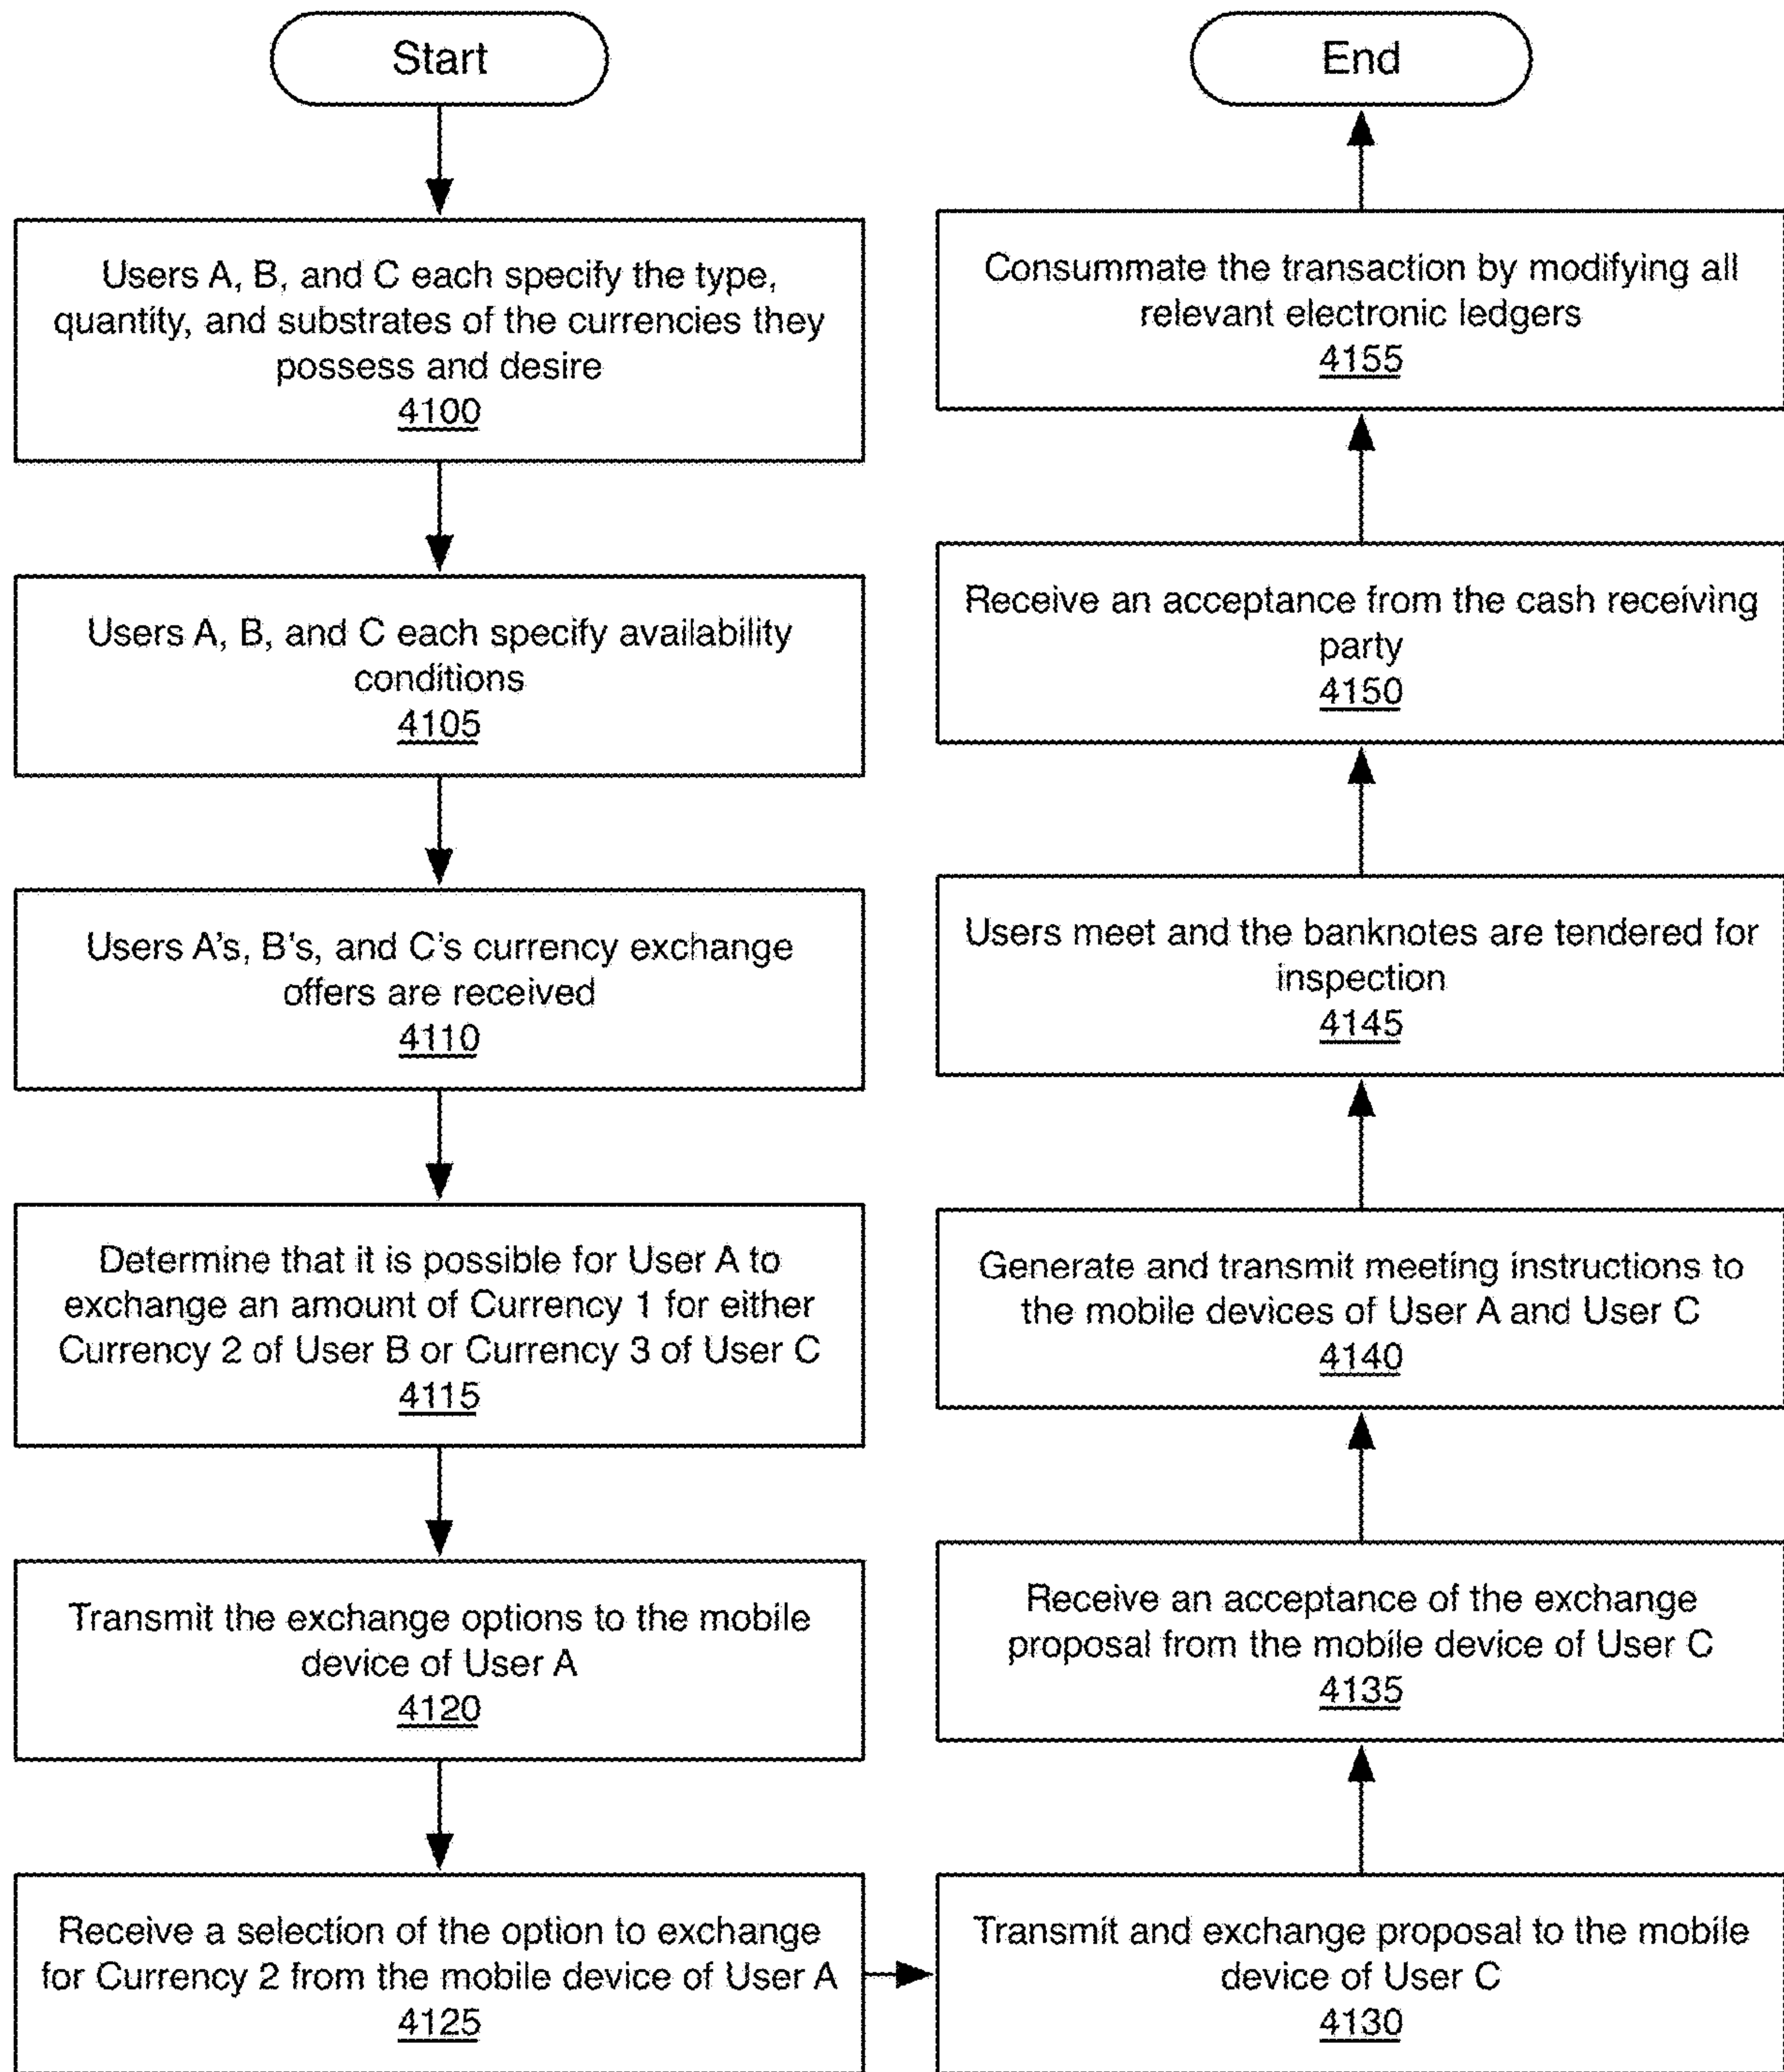 Start
Users A, B, and C each specify the type,
quantity, and substrates of the currencies they
possess and desire
4100
Users A, B, and C each specify availability
conditions
4105
Users A's, B's, and C's currency exchange
offers are received
4110
Determine that it is possible for User A to
exchange an amount of Currency 1 for either
Currency 2 of User B or Currency 3 of User C
4115
Transmit the exchange options to the mobile
device of User A
4120
Receive a selection of the option to exchange
for Currency 2 from the mobile device of User A
4125
Transmit and exchange proposal to the mobile
device of User C
4130
Receive an acceptance of the exchange
proposal from the mobile device of User C
4135
Generate and transmit meeting instructions to
the mobile devices of User A and User C
4140
Users meet and the banknotes are tendered for
inspection
4145
Receive an acceptance from the cash receiving
party
4150
Consummate the transaction by modifying all
relevant electronic ledgers
4155
End